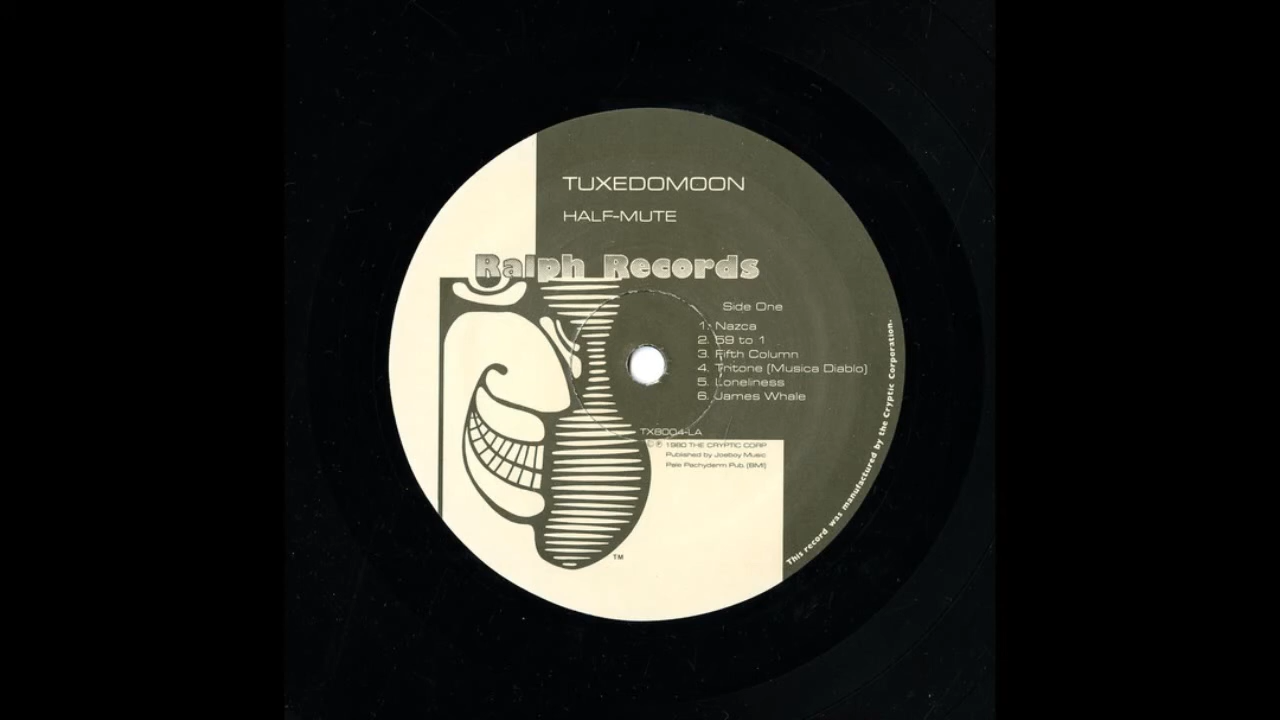 TUXEDOMOON
HALF-MUTE
Ralph Records
Side One
1. Nazca
2. 59 to 1
3. Fifth Column
4. Tritone (Musica Diablo)
5. Loneliness
6. James Whale
TX8004-LA
© ℗ 1980 THE CRYPTIC CORP
Published by Joeboy Music
Pale Pachyderm Pub. (BMI)
TM
This record was manufactured by the Cryptic Corporation.